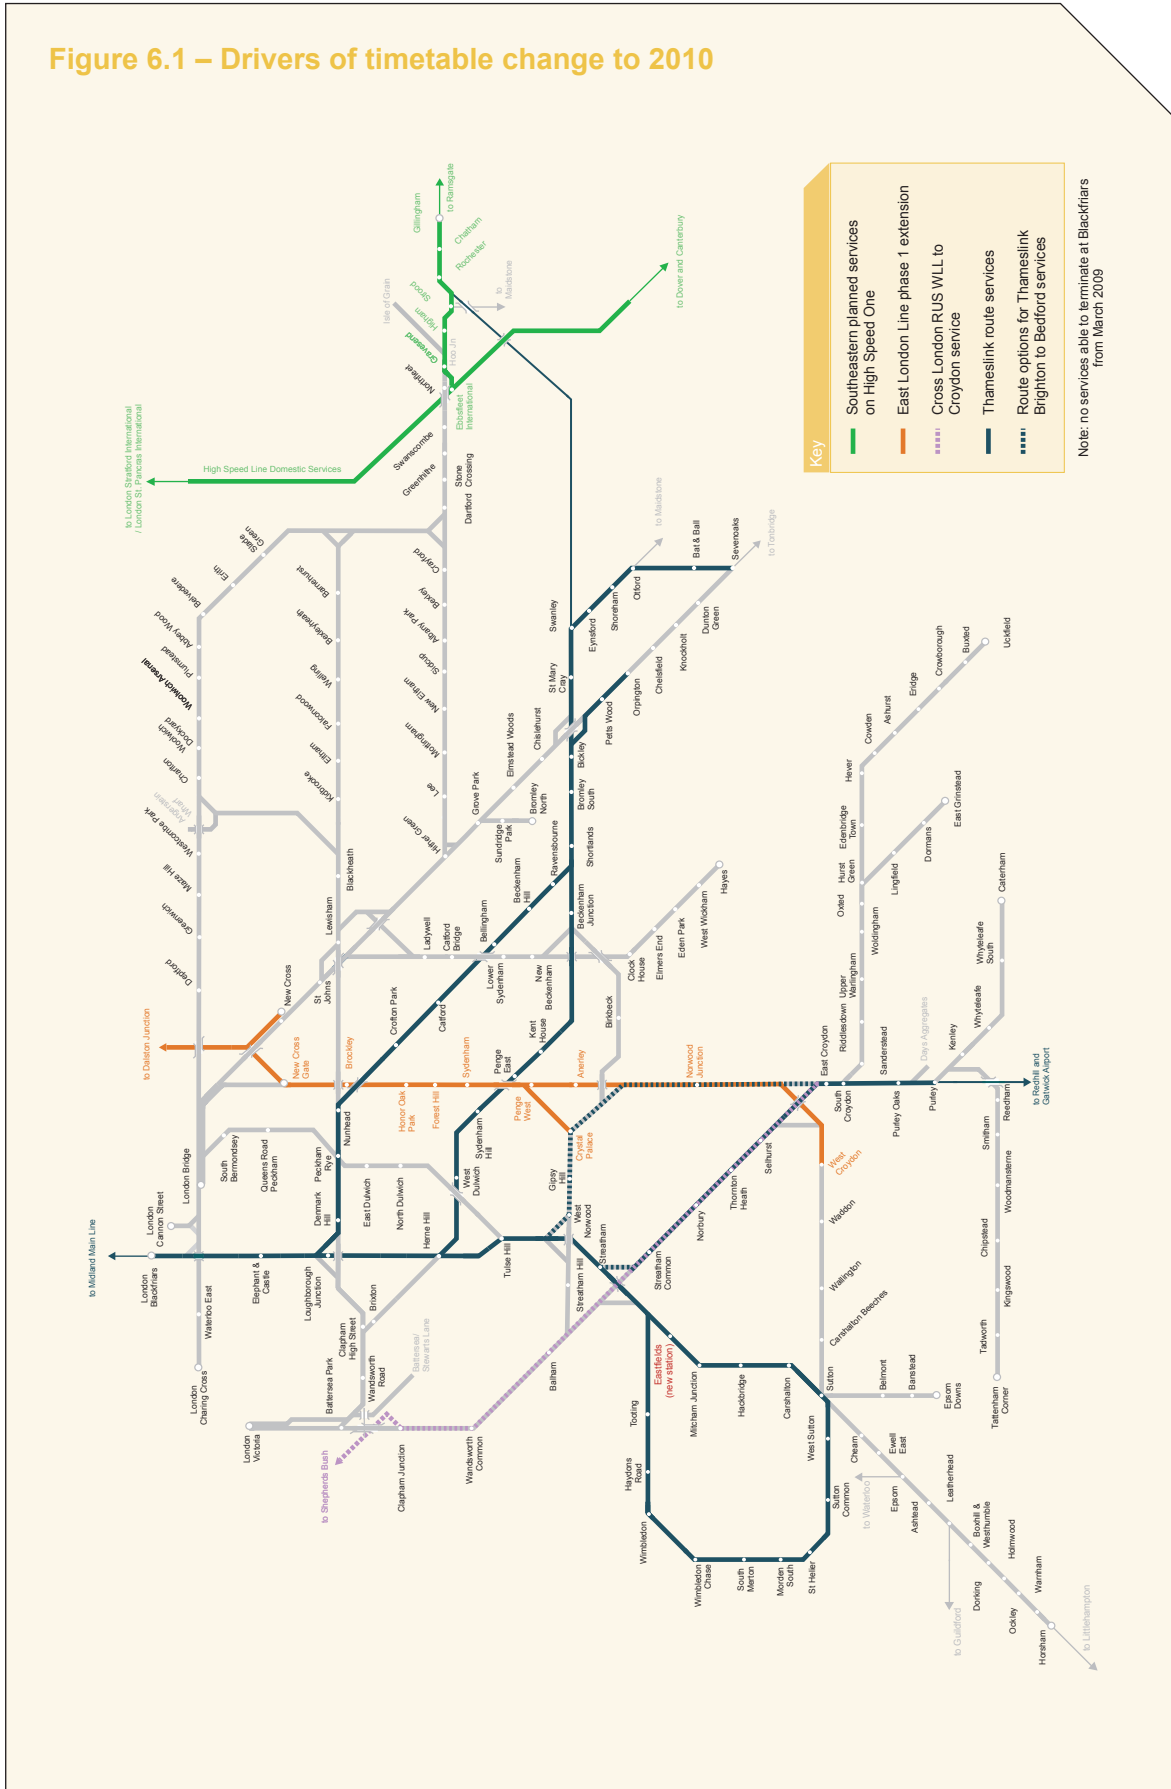 Figure 6.1 – Drivers of timetable change to 2010
Key
Southeastern planned services
on High Speed One
East London Line phase 1 extension
Cross London RUS WLL to
Croydon service
Thameslink route services
Route options for Thameslink
Brighton to Bedford services
Note: no services able to terminate at Blackfriars
from March 2009
to London Stratford International
/ London St. Pancras International
High Speed Line Domestic Services
Gillingham
to Ramsgate
Chatham
Rochester
Strood
to
Maidstone
Higham
Isle of Grain
Hoo Jn
Gravesend
Northfleet
Ebbsfleet
International
to Dover and Canterbury
Swanscombe
Greenhithe
Stone
Crossing
Dartford
Slade
Green
Erith
Belvedere
Abbey Wood
Plumstead
Woolwich Arsenal
Woolwich
Dockyard
Charlton
Angerstein
Wharf
Westcombe Park
Maze Hill
Greenwich
Deptford
Barnehurst
Bexleyheath
Welling
Falconwood
Eltham
Kidbrooke
Blackheath
Lewisham
St
Johns
New Cross
Crayford
Bexley
Albany Park
Sidcup
New Eltham
Mottingham
Lee
Hither Green
Grove Park
Elmstead Woods
Chislehurst
Sundridge
Park
Bromley
North
Petts Wood
Orpington
Chelsfield
Knockholt
Dunton
Green
Sevenoaks
to Tonbridge
Bat & Ball
Otford
to Maidstone
Shoreham
Eynsford
Swanley
St Mary
Cray
Bickley
Bromley
South
Shortlands
Ravensbourne
Beckenham
Hill
Bellingham
Catford
Crofton Park
Nunhead
Ladywell
Catford
Bridge
Lower
Sydenham
New
Beckenham
Beckenham
Junction
Clock
House
Elmers End
Eden Park
West Wickham
Hayes
Birkbeck
Kent
House
Penge
East
Sydenham
Hill
West
Dulwich
Herne Hill
to Dalston Junction
New Cross
Gate
Brockley
Honor Oak
Park
Forest Hill
Sydenham
Penge
West
Anerley
Crystal
Palace
Norwood
Junction
West
Croydon
Gipsy
Hill
West
Norwood
Tulse Hill
Streatham Hill
Streatham
Streatham
Common
Norbury
Thornton
Heath
Selhurst
East Croydon
South
Croydon
Purley Oaks
Purley
to Redhill and
Gatwick Airport
Sanderstead
Riddlesdown
Upper
Warlingham
Woldingham
Oxted
Hurst
Green
Edenbridge
Town
Hever
Cowden
Ashurst
Eridge
Crowborough
Buxted
Uckfield
Lingfield
Dormans
East Grinstead
Days Aggregates
Kenley
Whyteleafe
Whyteleafe
South
Caterham
Reedham
Smitham
Woodmansterne
Chipstead
Kingswood
Tadworth
Tattenham
Corner
London Bridge
South
Bermondsey
Queens Road
Peckham
Peckham
Rye
East Dulwich
North Dulwich
Denmark
Hill
London
Cannon Street
to Midland Main Line
London
Blackfriars
Elephant &
Castle
Loughborough
Junction
Waterloo East
London
Charing Cross
Clapham
High Street
Brixton
Wandsworth
Road
Battersea Park
Battersea/
Stewarts Lane
London
Victoria
to Shepherds Bush
Clapham Junction
Wandsworth
Common
Balham
Eastfields
(new station)
Mitcham Junction
Hackbridge
Carshalton
Sutton
Carshalton Beeches
Wallington
Waddon
Tooting
Haydons
Road
Wimbledon
Wimbledon
Chase
South
Merton
Morden
South
St Helier
Sutton
Common
West Sutton
Belmont
Banstead
Epsom
Downs
Cheam
Ewell
East
to Waterloo
Epsom
Ashtead
Leatherhead
to Guildford
Boxhill &
Westhumble
Dorking
Holmwood
Ockley
Warnham
Horsham
to Littlehampton